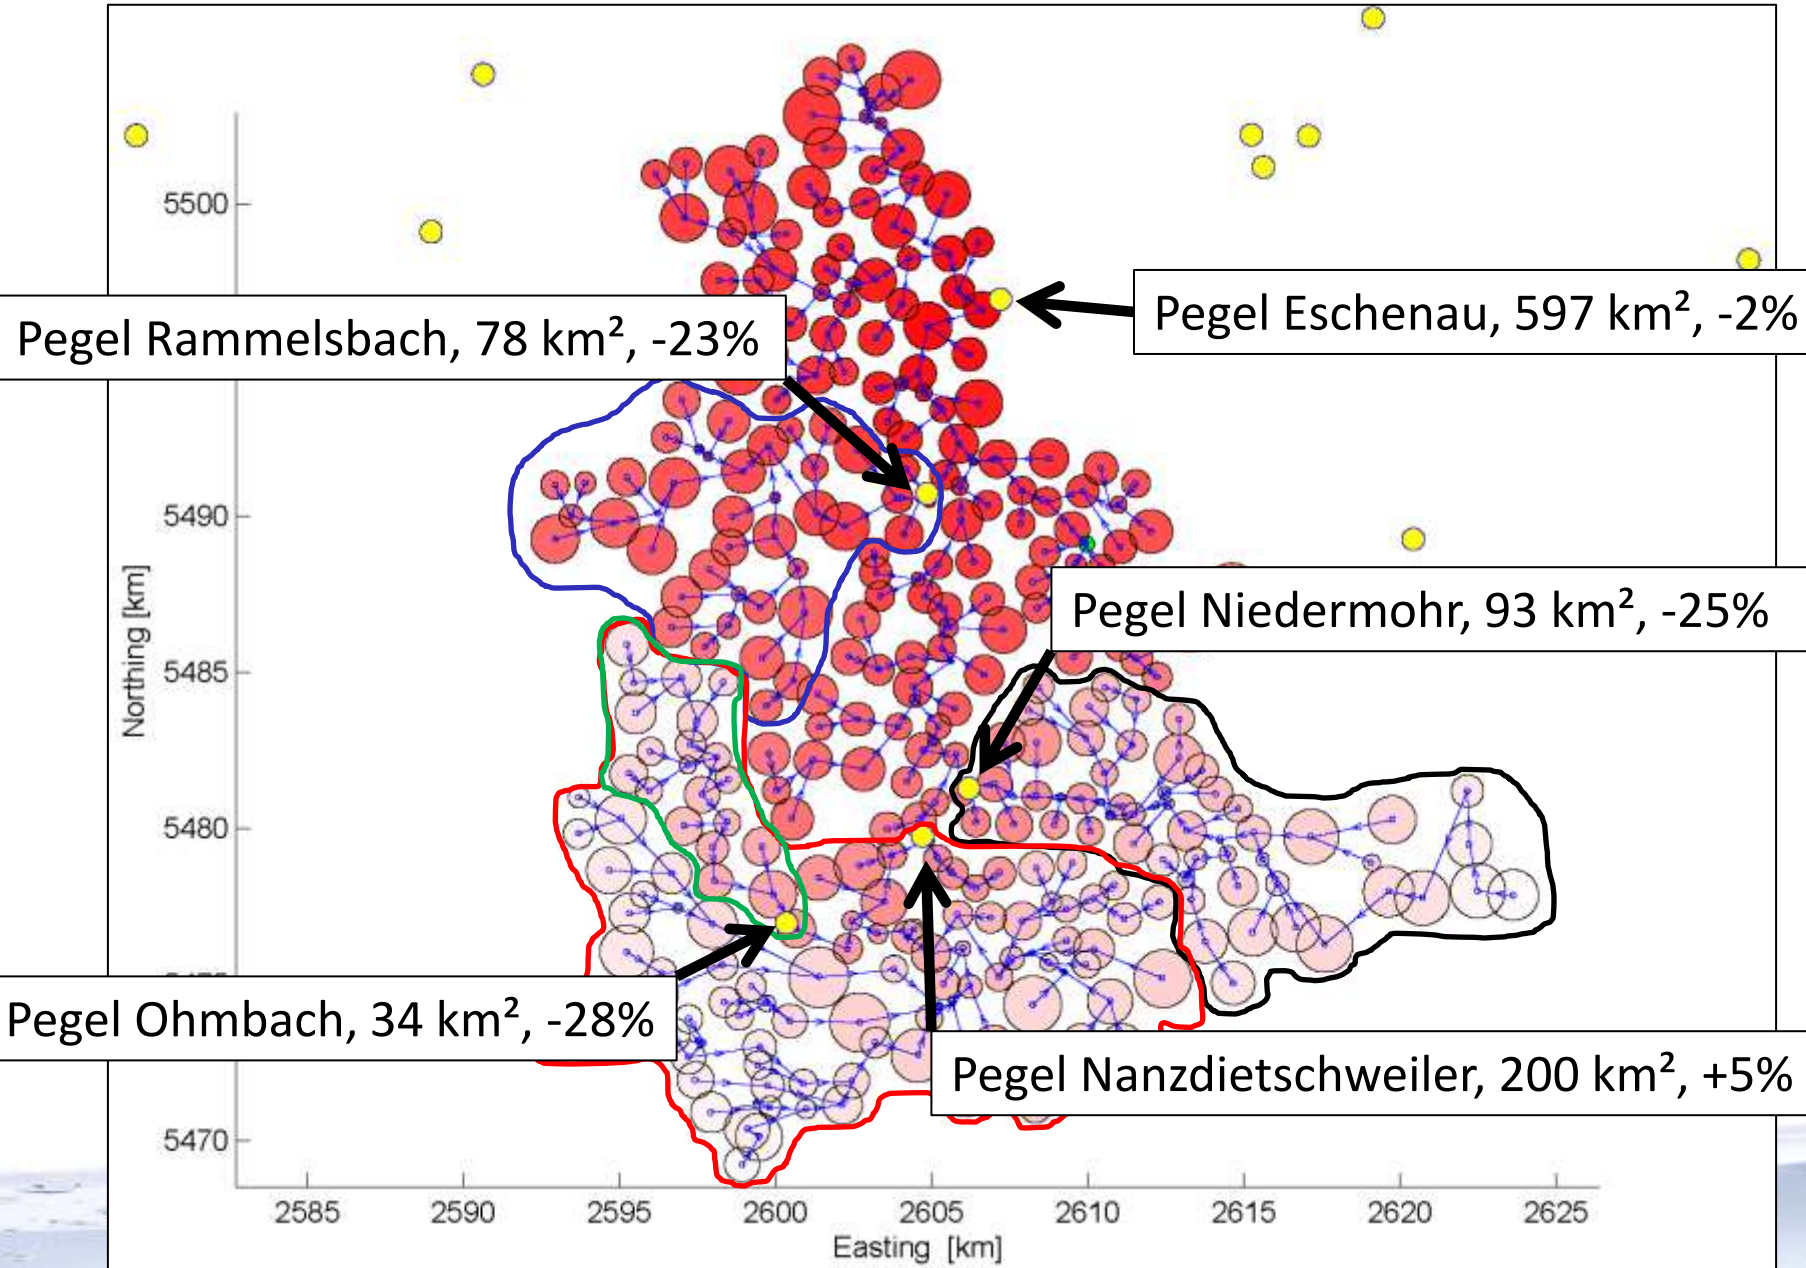 5500
Pegel Eschenau, 597 km², -2%
Pegel Rammelsbach, 78 km², -23%
5490
Pegel Niedermohr, 93 km², -25%
Northing [km]
5485
5480
Pegel Ohmbach, 34 km², -28%
Pegel Nanzdietschweiler, 200 km², +5%
5470
2585 2590 2595 2600 2605 2610 2615 2620 2625
Easting [km]